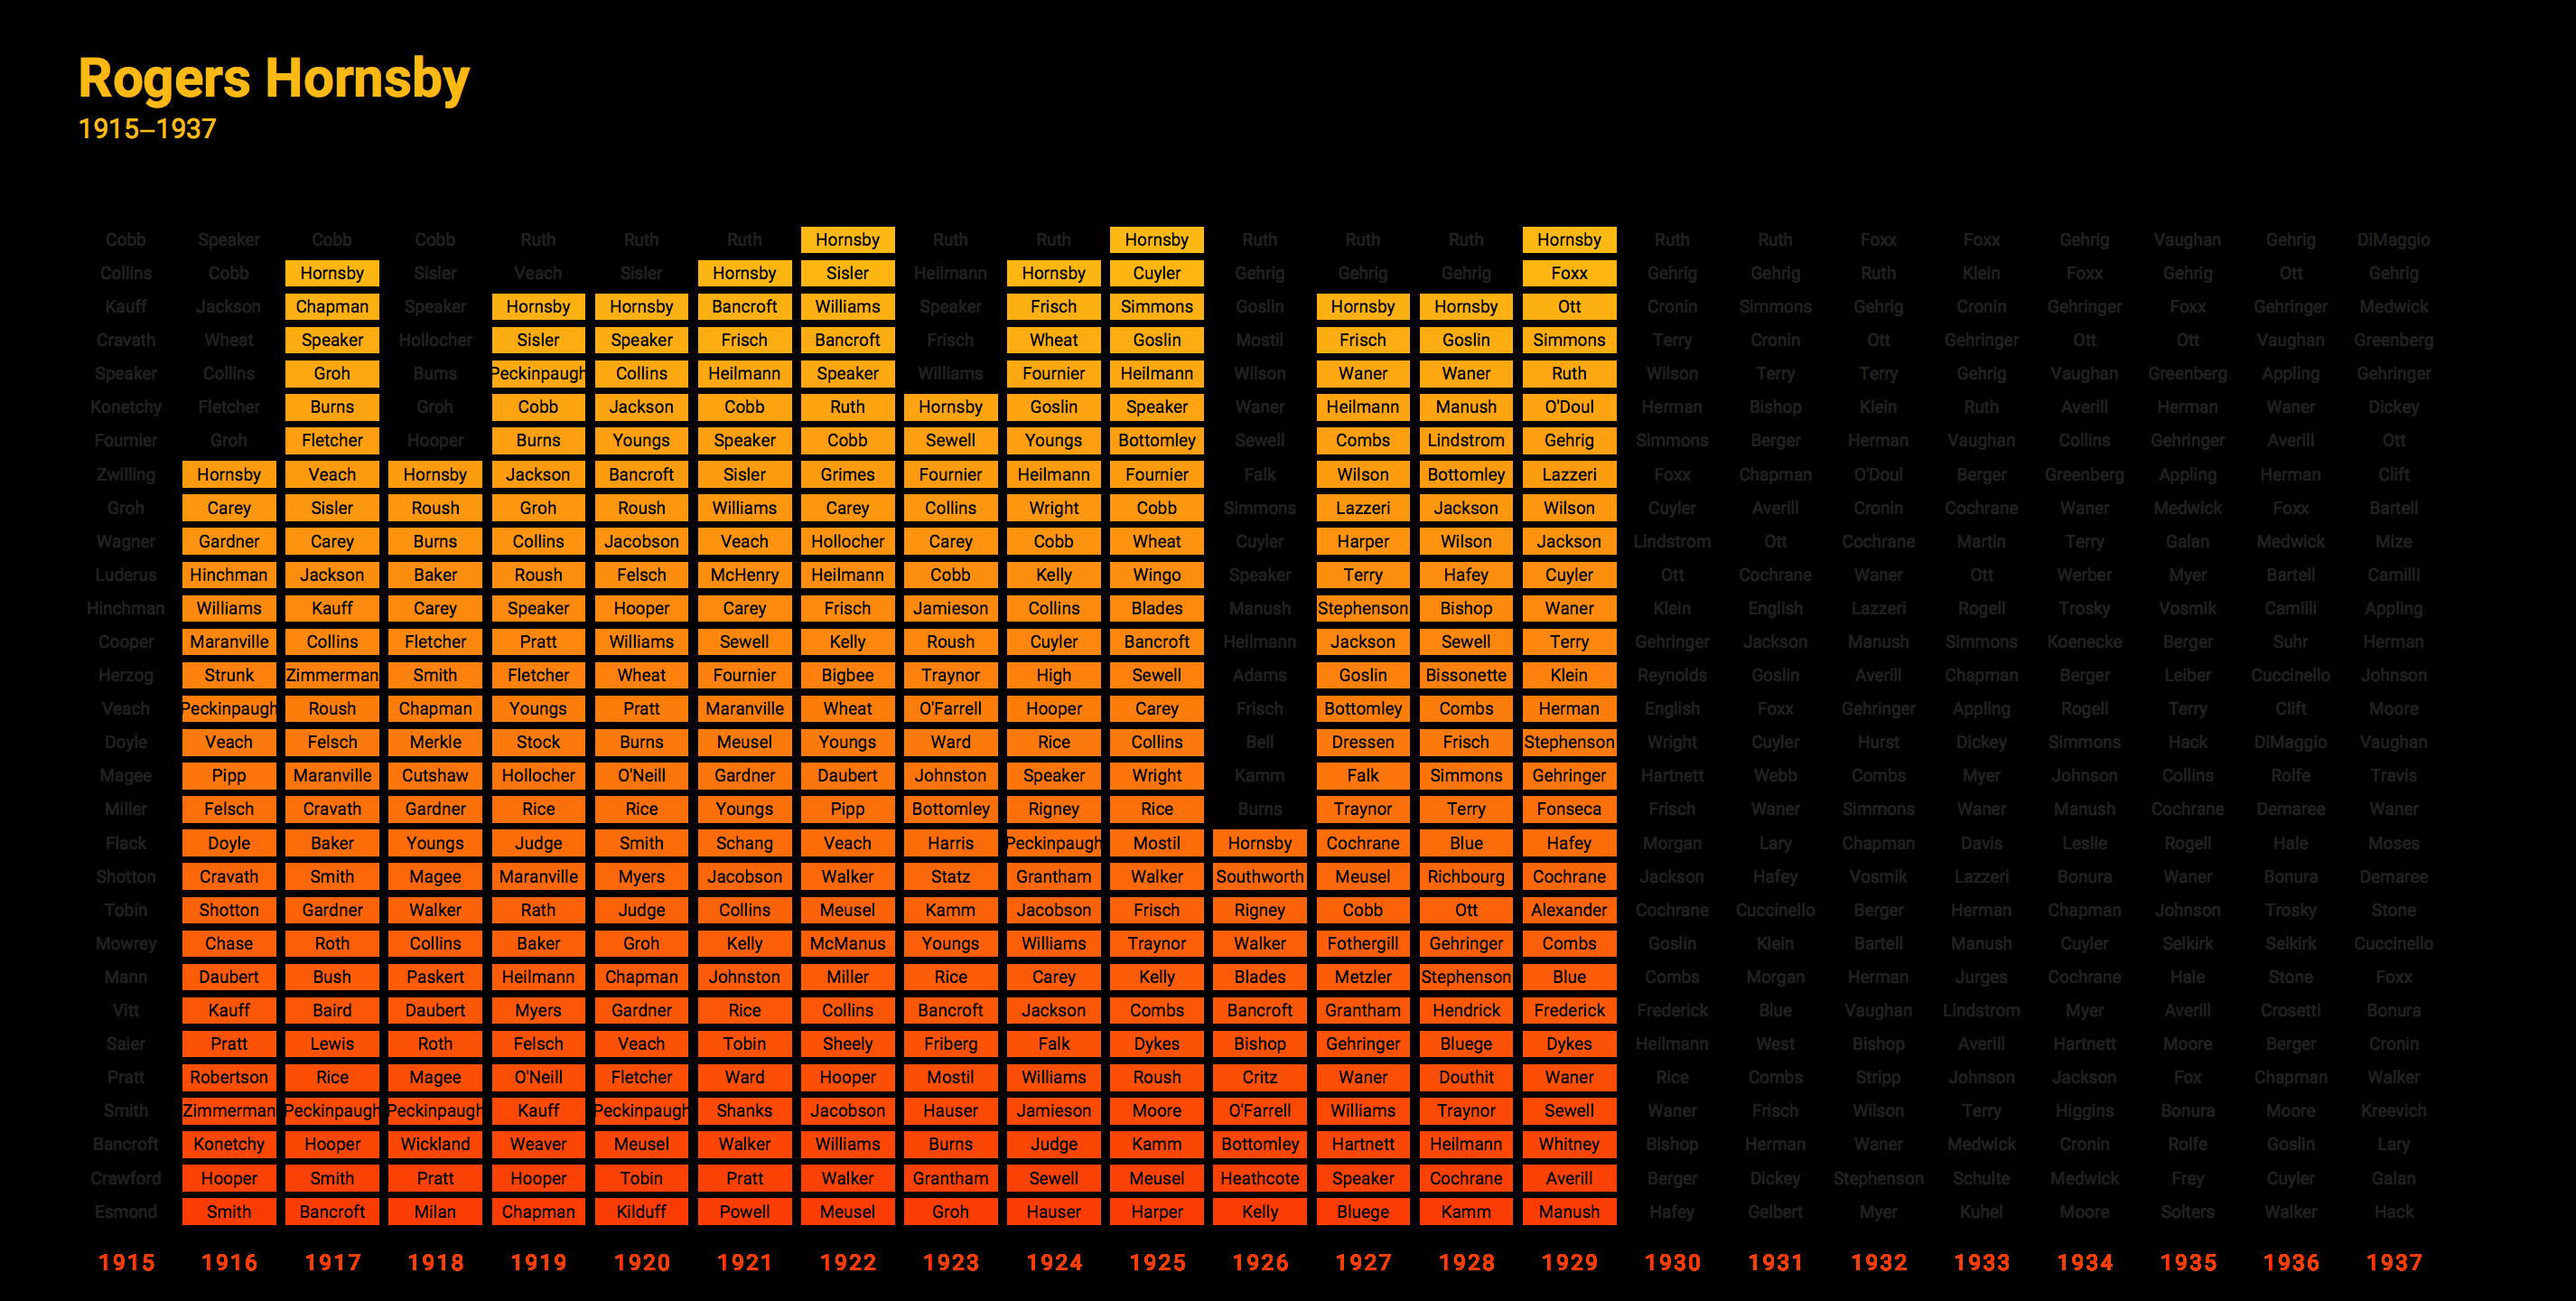 Rogers Hornsby
1915–1937
Cobb Speaker Cobb Cobb Ruth Ruth Ruth Hornsby Ruth Ruth Hornsby Ruth Ruth Ruth Hornsby Ruth Ruth Foxx Foxx Gehrig Vaughan Gehrig DiMaggio
Collins Cobb Hornsby Sisler Veach Sisler Hornsby Sisler Heilmann Hornsby Cuyler Gehrig Gehrig Gehrig Foxx Gehrig Gehrig Ruth Klein Foxx Gehrig Ott Gehrig
Kauff Jackson Chapman Speaker Hornsby Hornsby Bancroft Williams Speaker Frisch Simmons Goslin Hornsby Hornsby Ott Cronin Simmons Gehrig Cronin Gehringer Foxx Gehringer Medwick
Cravath Wheat Speaker Hollocher Sisler Speaker Frisch Bancroft Frisch Wheat Goslin Mostil Frisch Goslin Simmons Terry Cronin Ott Gehringer Ott Ott Vaughan Greenberg
Speaker Collins Groh Burns Peckinpaugh Collins Heilmann Speaker Williams Fournier Heilmann Wilson Waner Waner Ruth Wilson Terry Terry Gehrig Vaughan Greenberg Appling Gehringer
Konetchy Fletcher Burns Groh Cobb Jackson Cobb Ruth Hornsby Goslin Speaker Waner Heilmann Manush O'Doul Herman Bishop Klein Ruth Averill Herman Waner Dickey
Fournier Groh Fletcher Hooper Burns Youngs Speaker Cobb Sewell Youngs Bottomley Sewell Combs Lindstrom Gehrig Simmons Berger Herman Vaughan Collins Gehringer Averill Ott
Zwilling Hornsby Veach Hornsby Jackson Bancroft Sisler Grimes Fournier Heilmann Fournier Falk Wilson Bottomley Lazzeri Foxx Chapman O'Doul Berger Greenberg Appling Herman Clift
Groh Carey Sisler Roush Groh Roush Williams Carey Collins Wright Cobb Simmons Lazzeri Jackson Wilson Cuyler Averill Cronin Cochrane Waner Medwick Foxx Bartell
Wagner Gardner Carey Burns Collins Jacobson Veach Hollocher Carey Cobb Wheat Cuyler Harper Wilson Jackson Lindstrom Ott Cochrane Martin Terry Galan Medwick Mize
Luderus Hinchman Jackson Baker Roush Felsch McHenry Heilmann Cobb Kelly Wingo Speaker Terry Hafey Cuyler Ott Cochrane Waner Ott Werber Myer Bartell Camilli
Hinchman Williams Kauff Carey Speaker Hooper Carey Frisch Jamieson Collins Blades Manush Stephenson Bishop Waner Klein English Lazzeri Rogell Trosky Vosmik Camilli Appling
Cooper Maranville Collins Fletcher Pratt Williams Sewell Kelly Roush Cuyler Bancroft Heilmann Jackson Sewell Terry Gehringer Jackson Manush Simmons Koenecke Berger Suhr Herman
Herzog Strunk Zimmerman Smith Fletcher Wheat Fournier Bigbee Traynor High Sewell Adams Goslin Bissonette Klein Reynolds Goslin Averill Chapman Berger Leiber Cuccinello Johnson
Veach Peckinpaugh Roush Chapman Youngs Pratt Maranville Wheat O'Farrell Hooper Carey Frisch Bottomley Combs Herman English Foxx Gehringer Appling Rogell Terry Clift Moore
Doyle Veach Felsch Merkle Stock Burns Meusel Youngs Ward Rice Collins Bell Dressen Frisch Stephenson Wright Cuyler Hurst Dickey Simmons Hack DiMaggio Vaughan
Magee Pipp Maranville Cutshaw Hollocher O'Neill Gardner Daubert Johnston Speaker Wright Kamm Falk Simmons Gehringer Hartnett Webb Combs Myer Johnson Collins Rolfe Travis
Miller Felsch Cravath Gardner Rice Rice Youngs Pipp Bottomley Rigney Rice Burns Traynor Terry Fonseca Frisch Waner Simmons Waner Manush Cochrane Demaree Waner
Flack Doyle Baker Youngs Judge Smith Schang Veach Harris Peckinpaugh Mostil Hornsby Cochrane Blue Hafey Morgan Lary Chapman Davis Leslie Rogell Hale Moses
Shotton Cravath Smith Magee Maranville Myers Jacobson Walker Statz Grantham Walker Southworth Meusel Richbourg Cochrane Jackson Hafey Vosmik Lazzeri Bonura Waner Bonura Demaree
Tobin Shotton Gardner Walker Rath Judge Collins Meusel Kamm Jacobson Frisch Rigney Cobb Ott Alexander Cochrane Cuccinello Berger Herman Chapman Johnson Trosky Stone
Mowrey Chase Roth Collins Baker Groh Kelly McManus Youngs Williams Traynor Walker Fothergill Gehringer Combs Goslin Klein Bartell Manush Cuyler Selkirk Selkirk Cuccinello
Mann Daubert Bush Paskert Heilmann Chapman Johnston Miller Rice Carey Kelly Blades Metzler Stephenson Blue Combs Morgan Herman Jurges Cochrane Hale Stone Foxx
Vitt Kauff Baird Daubert Myers Gardner Rice Collins Bancroft Jackson Combs Bancroft Grantham Hendrick Frederick Frederick Blue Vaughan Lindstrom Myer Averill Crosetti Bonura
Saier Pratt Lewis Roth Felsch Veach Tobin Sheely Friberg Falk Dykes Bishop Gehringer Bluege Dykes Heilmann West Bishop Averill Hartnett Moore Berger Cronin
Pratt Robertson Rice Magee O'Neill Fletcher Ward Hooper Mostil Williams Roush Critz Waner Douthit Waner Rice Combs Stripp Johnson Jackson Fox Chapman Walker
Smith Zimmerman Peckinpaugh Peckinpaugh Kauff Peckinpaugh Shanks Jacobson Hauser Jamieson Moore O'Farrell Williams Traynor Sewell Waner Frisch Wilson Terry Higgins Bonura Moore Kreevich
Bancroft Konetchy Hooper Wickland Weaver Meusel Walker Williams Burns Judge Kamm Bottomley Hartnett Heilmann Whitney Bishop Herman Waner Medwick Cronin Rolfe Goslin Lary
Crawford Hooper Smith Pratt Hooper Tobin Pratt Walker Grantham Sewell Meusel Heathcote Speaker Cochrane Averill Berger Dickey Stephenson Schulte Medwick Frey Cuyler Galan
Esmond Smith Bancroft Milan Chapman Kilduff Powell Meusel Groh Hauser Harper Kelly Bluege Kamm Manush Hafey Gelbert Myer Kuhel Moore Solters Walker Hack
1915 1916 1917 1918 1919 1920 1921 1922 1923 1924 1925 1926 1927 1928 1929 1930 1931 1932 1933 1934 1935 1936 1937